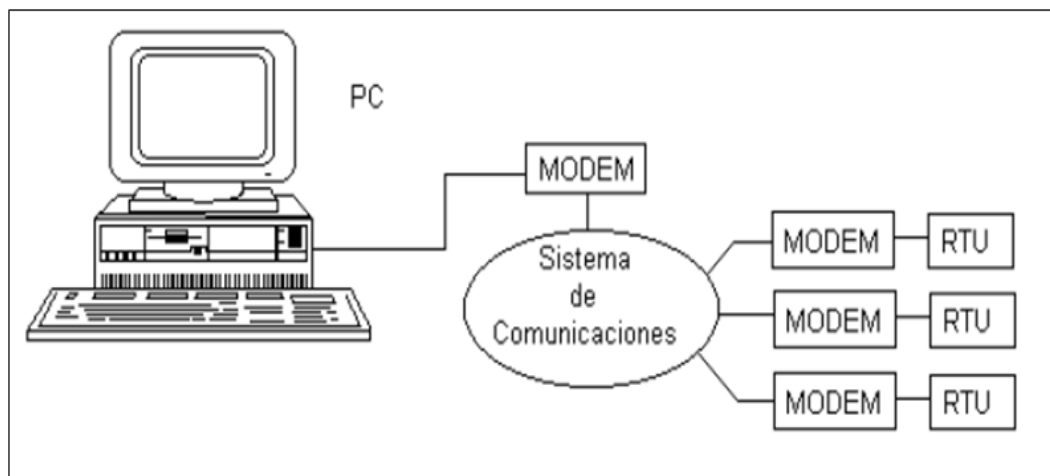 PC
MODEM
Sistema
de
Comunicaciones
MODEM
RTU
MODEM
RTU
MODEM
RTU